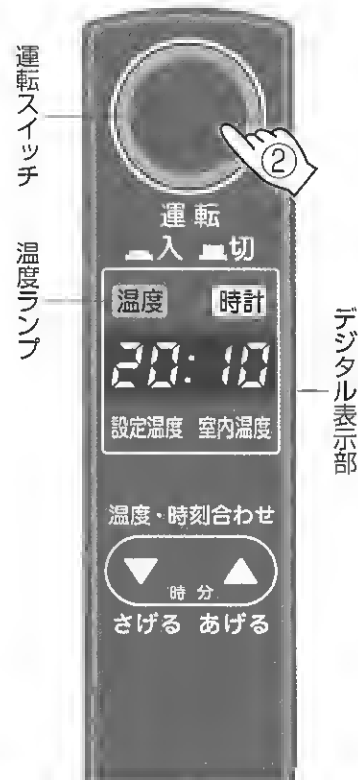 運転スイッチ
②
運転
入 切
温度ランプ
温度 時計
20:10
設定温度 室内温度
デジタル表示部
温度・時刻合わせ
▼ ▲
時 分
さげる あげる